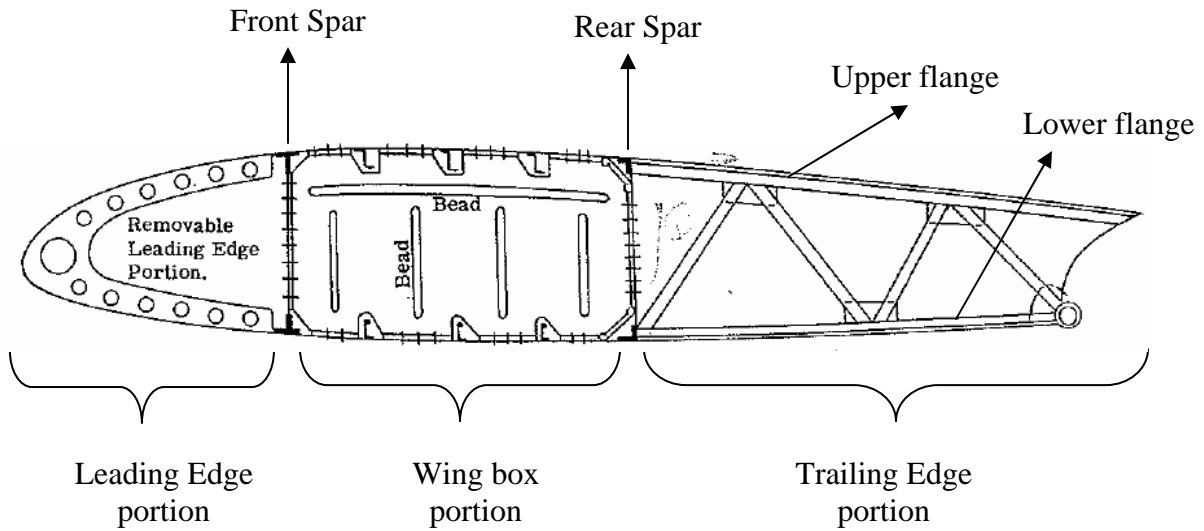 Front Spar
Rear Spar
Upper flange
Lower flange
Removable
Leading Edge
Portion.
Bead
Bead
Leading Edge
portion
Wing box
portion
Trailing Edge
portion